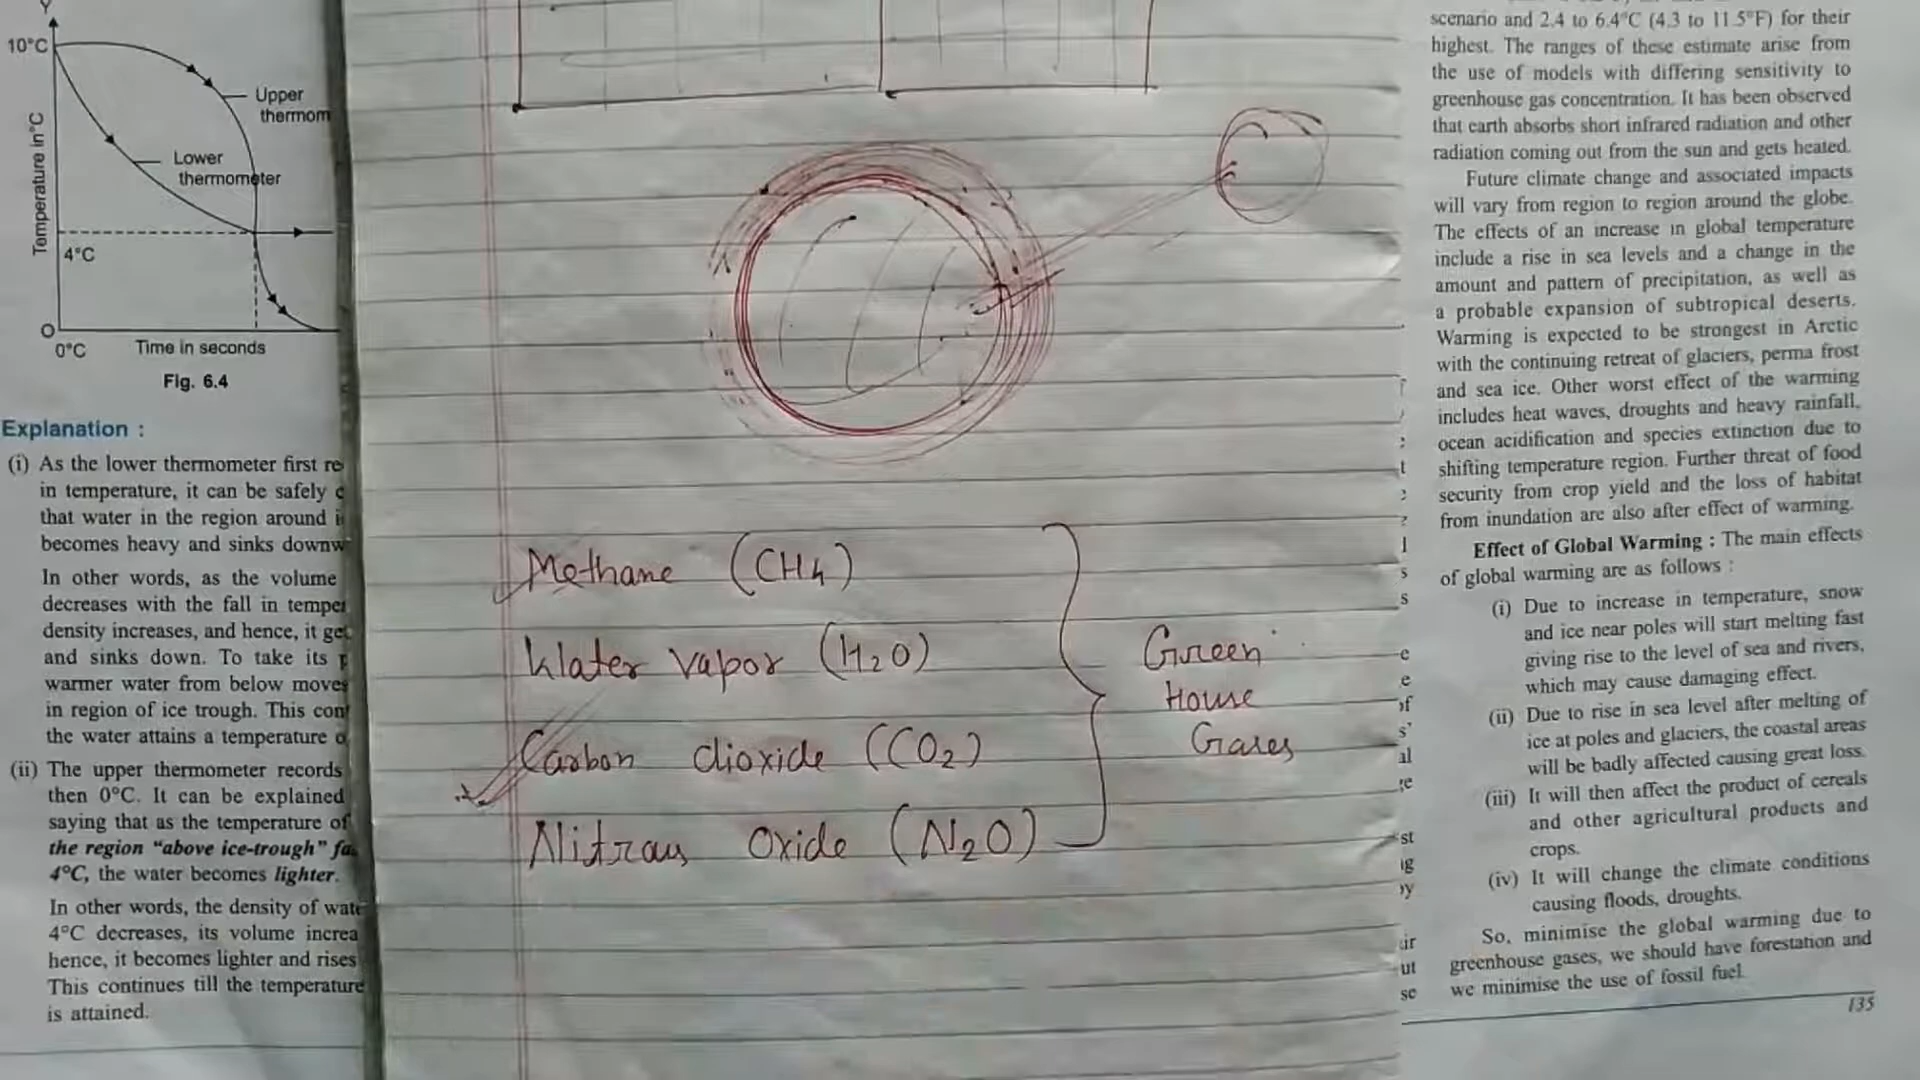 Y
10°C
Upper
thermom
Lower
thermometer
Temperature in°C
4°C
O
0°C
Time in seconds
Fig. 6.4
Explanation :
(i) As the lower thermometer first re
in temperature, it can be safely c
that water in the region around i
becomes heavy and sinks downw
In other words, as the volume
decreases with the fall in temper
density increases, and hence, it get
and sinks down. To take its p
warmer water from below moves
in region of ice trough. This cont
the water attains a temperature o
(ii) The upper thermometer records
then 0°C. It can be explained
saying that as the temperature of
the region “above ice-trough” fa
4°C, the water becomes lighter.
In other words, the density of wate
4°C decreases, its volume increa
hence, it becomes lighter and rises
This continues till the temperature
is attained.
Methane (CH4)
Water vapor (H2O)
Carbon dioxide (CO2)
Nitrous Oxide (N2O)
Green
House
Gases
scenario and 2.4 to 6.4°C (4.3 to 11.5°F) for their
highest. The ranges of these estimate arise from
the use of models with differing sensitivity to
greenhouse gas concentration. It has been observed
that earth absorbs short infrared radiation and other
radiation coming out from the sun and gets heated.
Future climate change and associated impacts
will vary from region to region around the globe.
The effects of an increase in global temperature
include a rise in sea levels and a change in the
amount and pattern of precipitation, as well as
a probable expansion of subtropical deserts.
Warming is expected to be strongest in Arctic
with the continuing retreat of glaciers, perma frost
and sea ice. Other worst effect of the warming
includes heat waves, droughts and heavy rainfall,
ocean acidification and species extinction due to
shifting temperature region. Further threat of food
security from crop yield and the loss of habitat
from inundation are also after effect of warming.
Effect of Global Warming : The main effects
of global warming are as follows :
(i) Due to increase in temperature, snow
and ice near poles will start melting fast
giving rise to the level of sea and rivers,
which may cause damaging effect.
(ii) Due to rise in sea level after melting of
ice at poles and glaciers, the coastal areas
will be badly affected causing great loss.
(iii) It will then affect the product of cereals
and other agricultural products and
crops.
(iv) It will change the climate conditions
causing floods, droughts.
So, minimise the global warming due to
greenhouse gases, we should have forestation and
we minimise the use of fossil fuel.
135